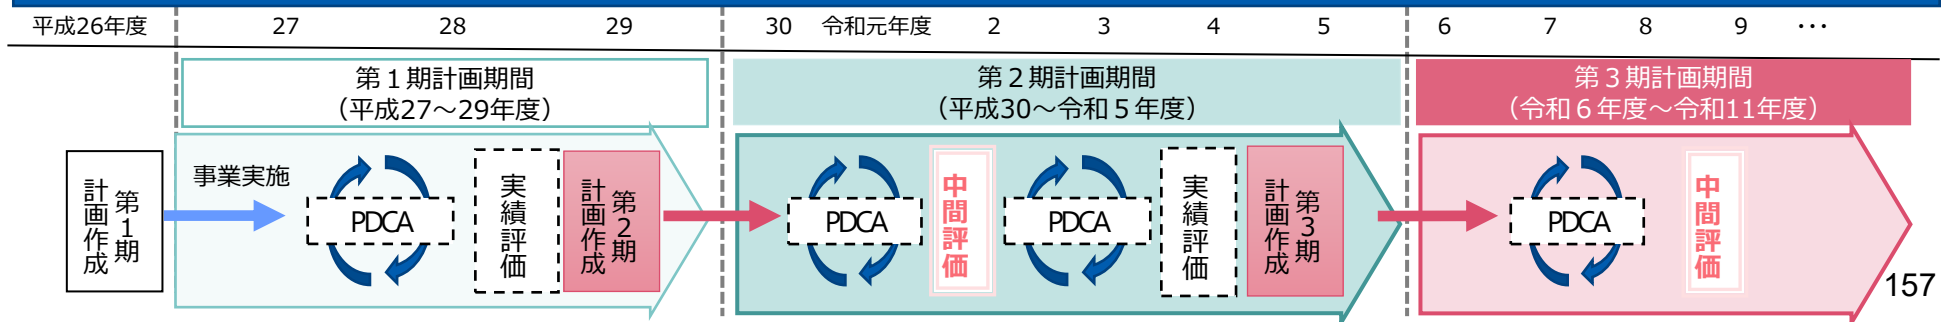 平成26年度 27 28 29 30 令和元年度 2 3 4 5 6 7 8 9 …
第１期計画期間
（平成27～29年度）
第２期計画期間
（平成30～令和５年度）
第３期計画期間
（令和６年度～令和11年度）
第1期
計画作成
事業実施
PDCA
実績評価
第2期
計画作成
PDCA
中間評価
PDCA
実績評価
第3期
計画作成
PDCA
中間評価
157